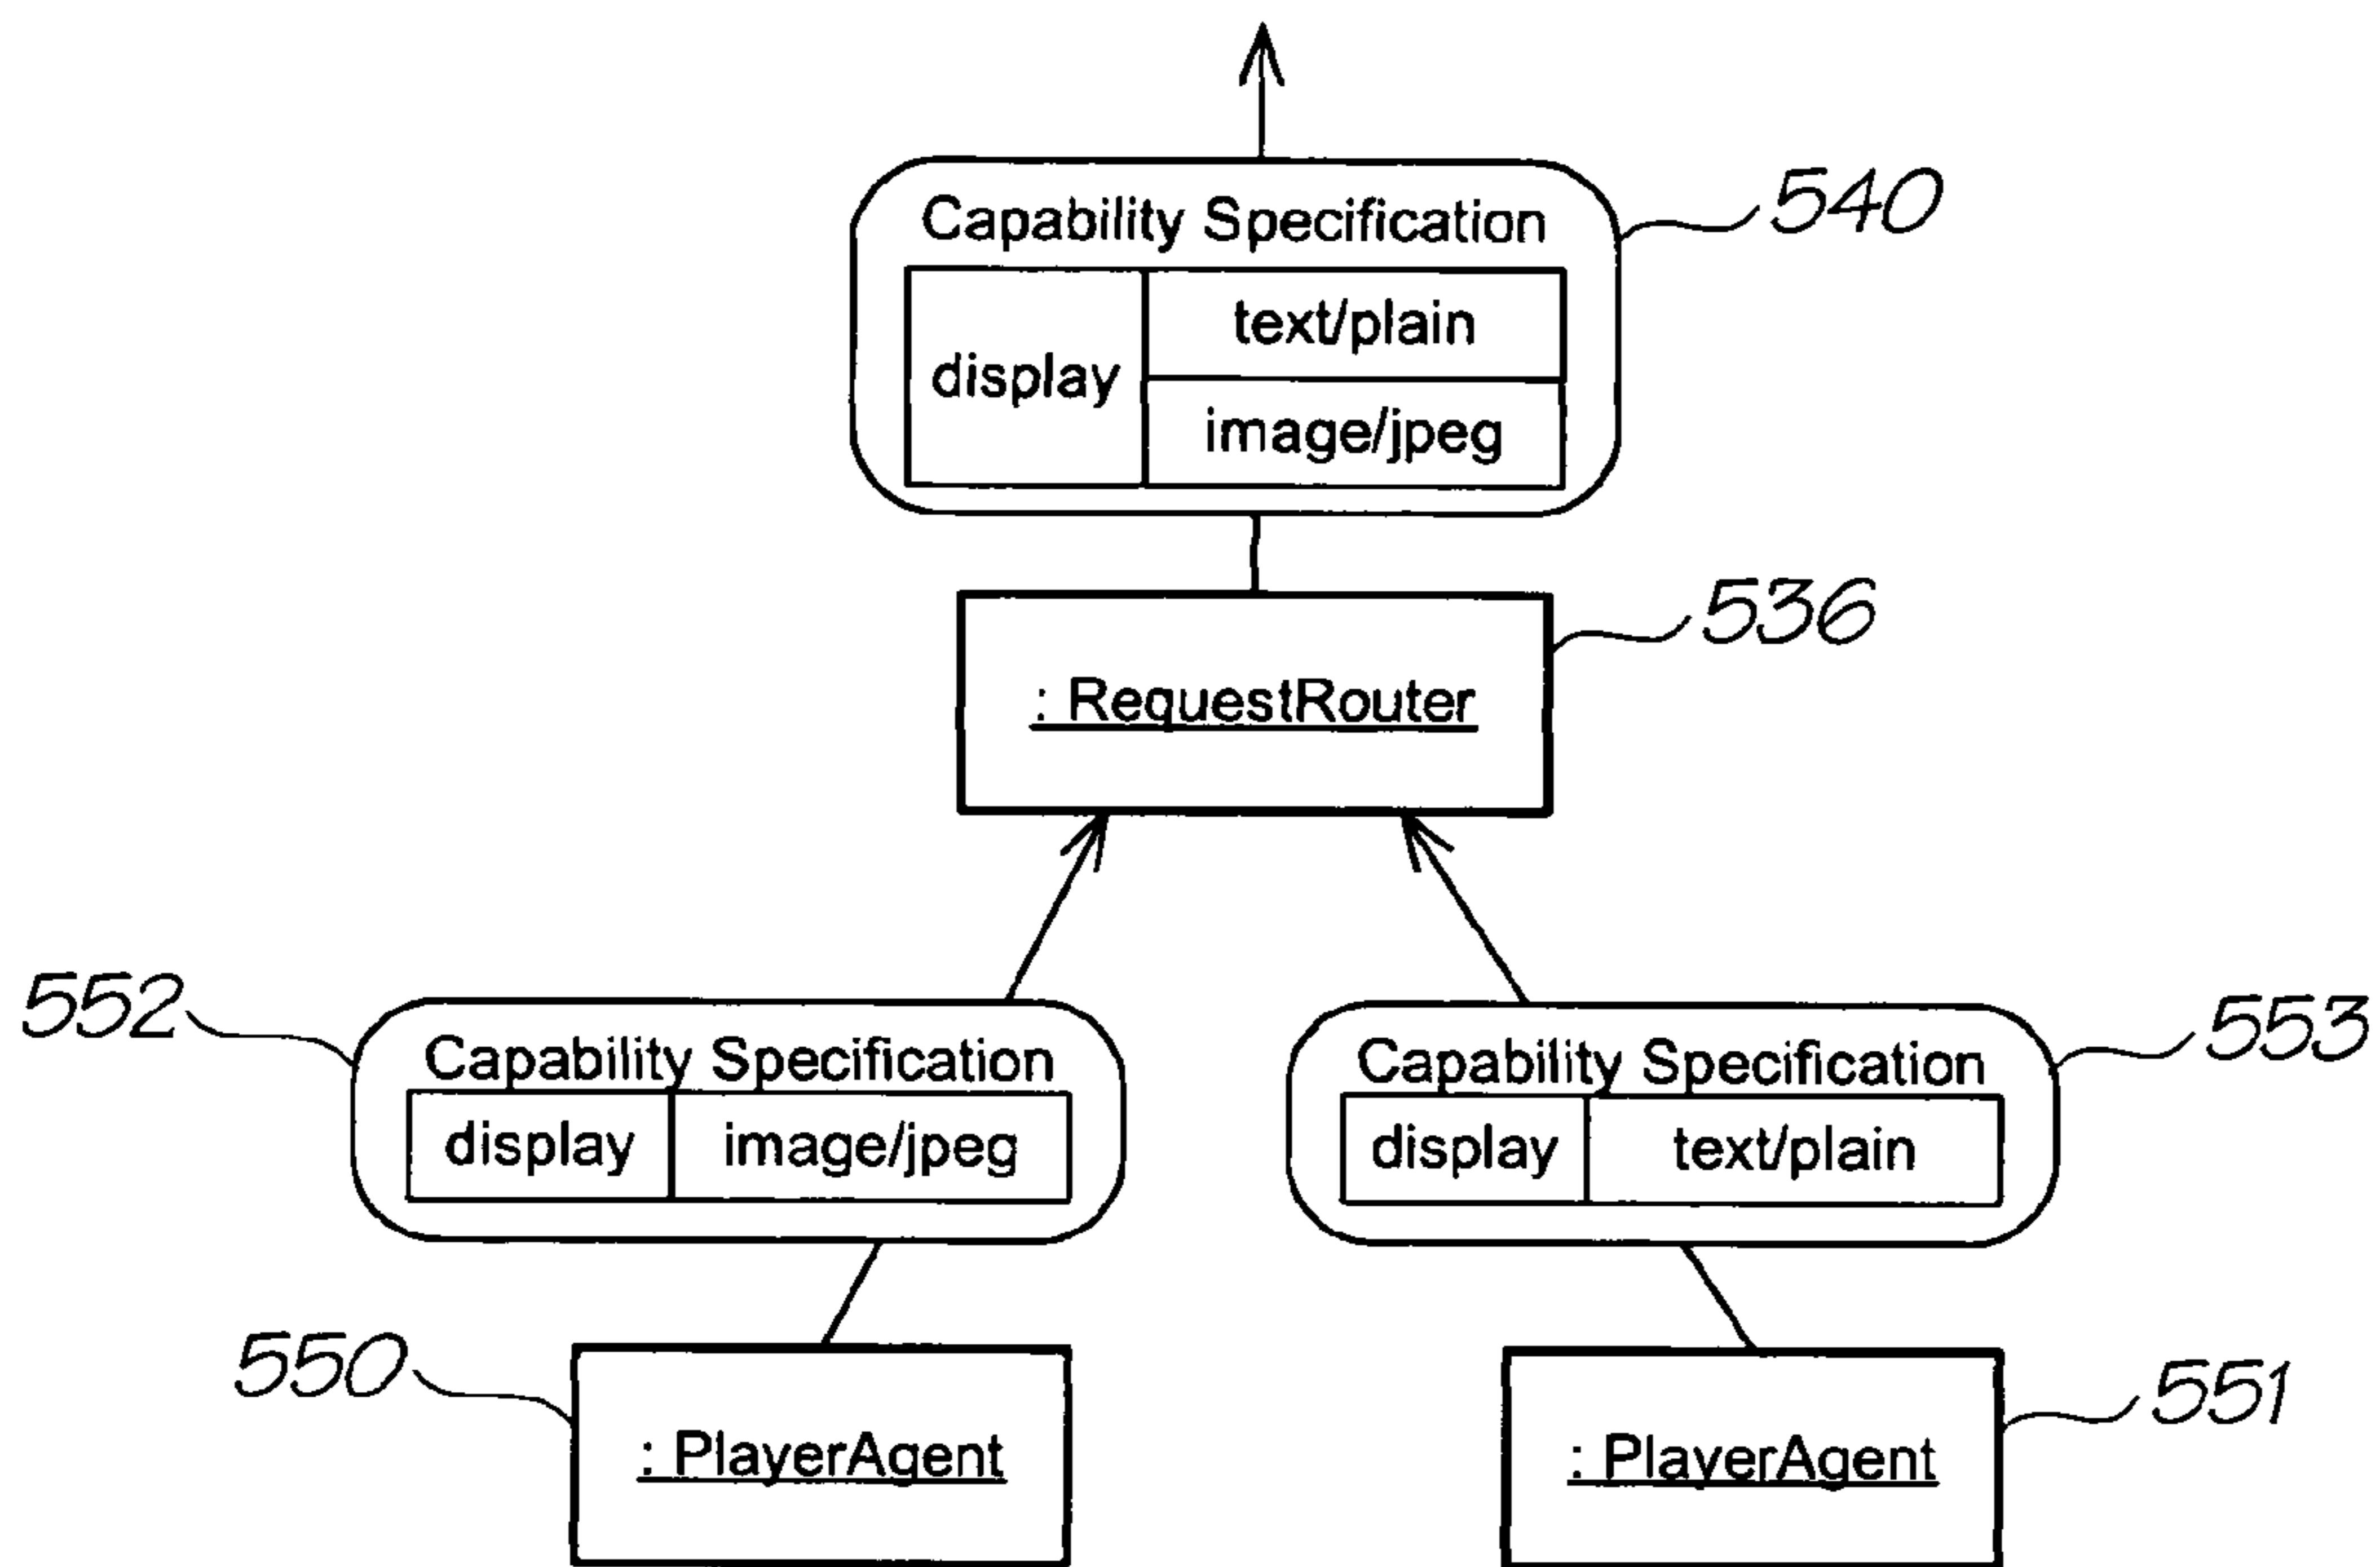 540
Capability Specification
display
text/plain
image/jpeg
536
: RequestRouter
552
Capability Specification
display image/jpeg
553
Capability Specification
display text/plain
550
: PlayerAgent
551
: PlayerAgent